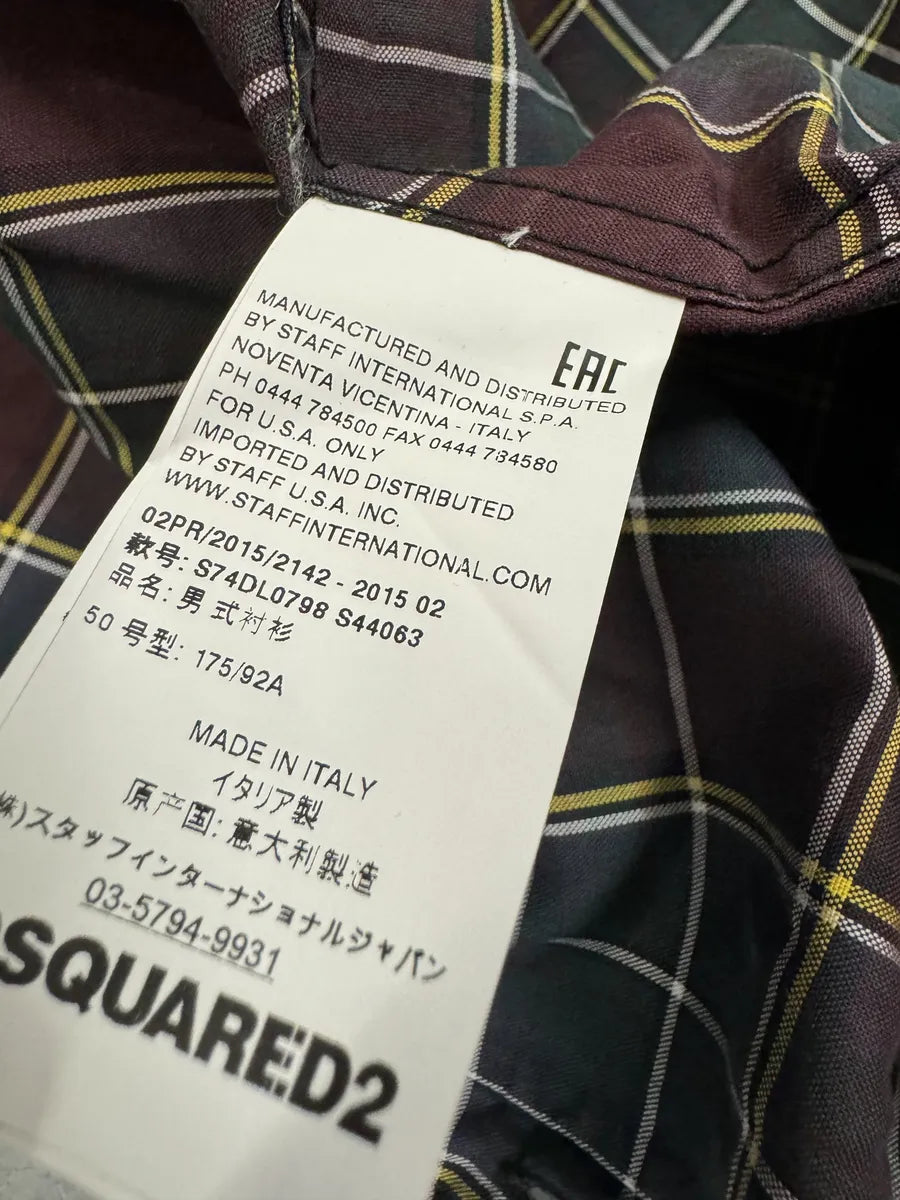 MANUFACTURED AND DISTRIBUTED
BY STAFF INTERNATIONAL S.P.A.
NOVENTA VICENTINA - ITALY
PH 0444 784500 FAX 0444 784580
FOR U.S.A. ONLY
IMPORTED AND DISTRIBUTED
BY STAFF U.S.A. INC.
WWW.STAFFINTERNATIONAL.COM
EAC
02PR/2015/2142 - 2015 02
款号: S74DL0798 S44063
品名: 男式衬衫
50 号型: 175/92A
MADE IN ITALY
イタリア製
原产国: 意大利製造
株)スタッフインターナショナルジャパン
03-5794-9931
SQUARED2